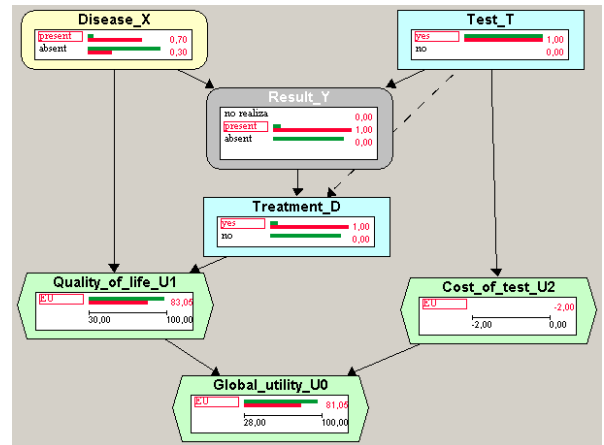 Disease_X
present 0,70
absent 0,30
Test_T
yes 1,00
no 0,00
Result_Y
no realiza 0,00
present 1,00
absent 0,00
Treatment_D
yes 1,00
no 0,00
Quality_of_life_U1
EU 83,05
30,00 100,00
Cost_of_test_U2
EU -2,00
-2,00 0,00
Global_utility_U0
EU 81,05
28,00 100,00